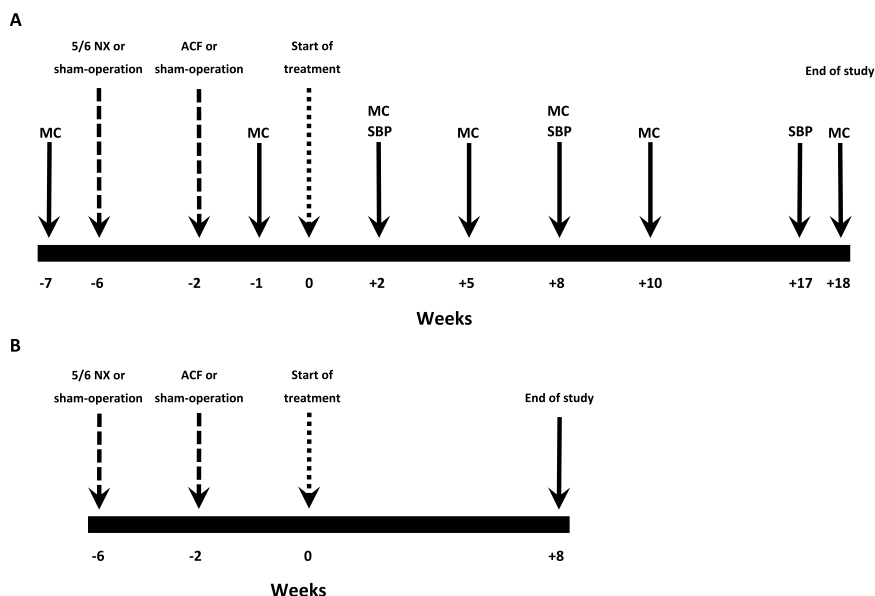 A
5/6 NX or
sham-operation
ACF or
sham-operation
Start of
treatment
End of study
MC
MC
MC
SBP
MC
MC
SBP
MC
SBP
MC
-7
-6
-2
-1
0
+2
+5
+8
+10
+17
+18
Weeks
B
5/6 NX or
sham-operation
ACF or
sham-operation
Start of
treatment
End of study
-6
-2
0
+8
Weeks